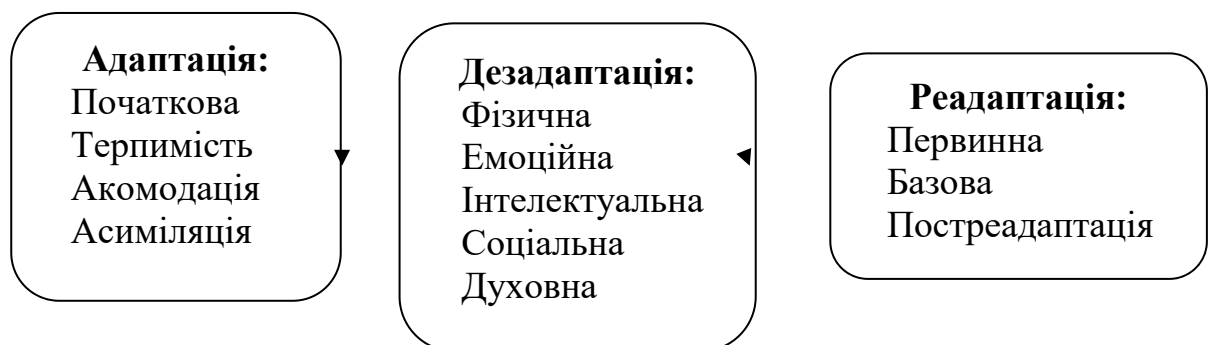 Адаптація:
Початкова
Терпимість
Акомодація
Асиміляція
Дезадаптація:
Фізична
Емоційна
Інтелектуальна
Соціальна
Духовна
Реадаптація:
Первинна
Базова
Постреадаптація